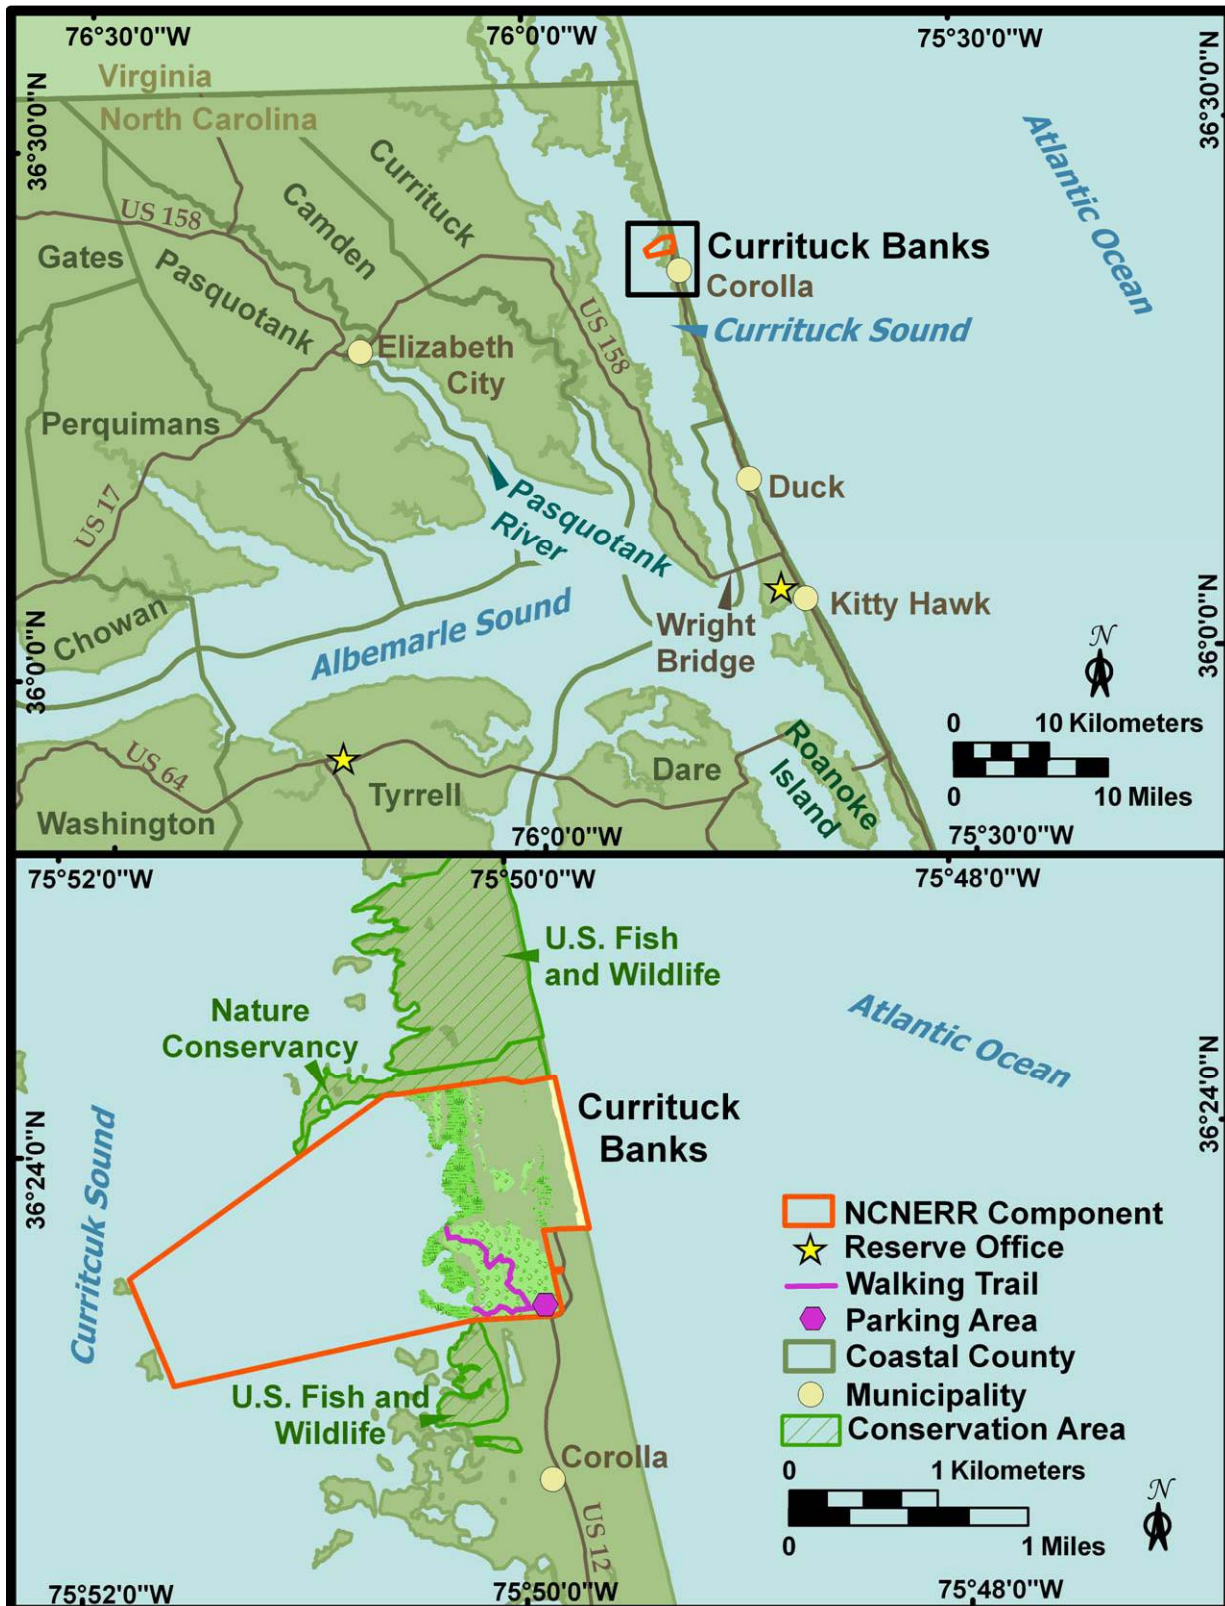 76°30'0"W
76°0'0"W
75°30'0"W
36°30'0"N
36°30'0"N
Virginia
North Carolina
Atlantic
Ocean
Currituck
Camden
US 158
Gates
Pasquotank
Currituck Banks
Corolla
US 158
Currituck Sound
Elizabeth
City
Perquimans
Duck
US 17
Pasquotank
River
Kitty Hawk
Wright
Bridge
Chowan
Albemarle Sound
36°0'0"N
36°0'0"N
N
0 10 Kilometers
0 10 Miles
Roanoke
Island
Dare
US 64
Tyrrell
Washington
76°0'0"W
75°30'0"W
75°52'0"W
75°50'0"W
75°48'0"W
U.S. Fish
and Wildlife
Nature
Conservancy
Atlantic Ocean
36°24'0"N
36°24'0"N
Currituck
Banks
Curritcuk Sound
NCNERR Component
Reserve Office
Walking Trail
Parking Area
Coastal County
Municipality
Conservation Area
U.S. Fish and
Wildlife
Corolla
US 12
0 1 Kilometers
0 1 Miles
N
75°52'0"W
75°50'0"W
75°48'0"W